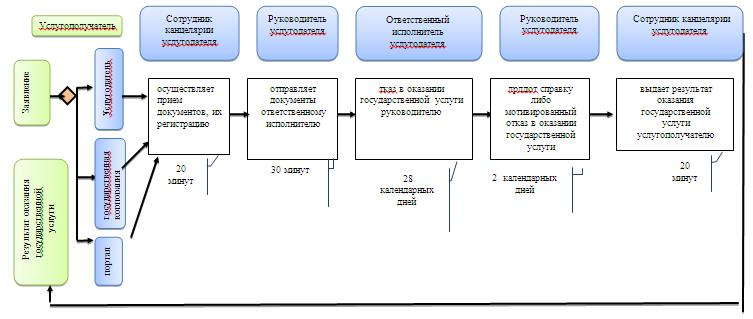 Услугополучатель
Сотрудник
канцелярии
услугодателя
Руководитель
услугодателя
Ответственный
исполнитель
услугодателя
Руководитель
услугодателя
Сотрудник канцелярии
услугодателя
Заявление
Услугодатель
осуществляет
прием
документов, их
регистрацию
отправляет
документы
ответственному
исполнителю
тказ в оказании
государственной услуги
руководителю
справку
либо
мотивированный
отказ в оказании
государственной
услуги
выдает результат
оказания
государственной
услуги
услугополучателю
20
минут
30 минут
28
календарных
дней
2 календарных
дней
20
минут
Результат оказания
государственной
услуги
государственная
портал